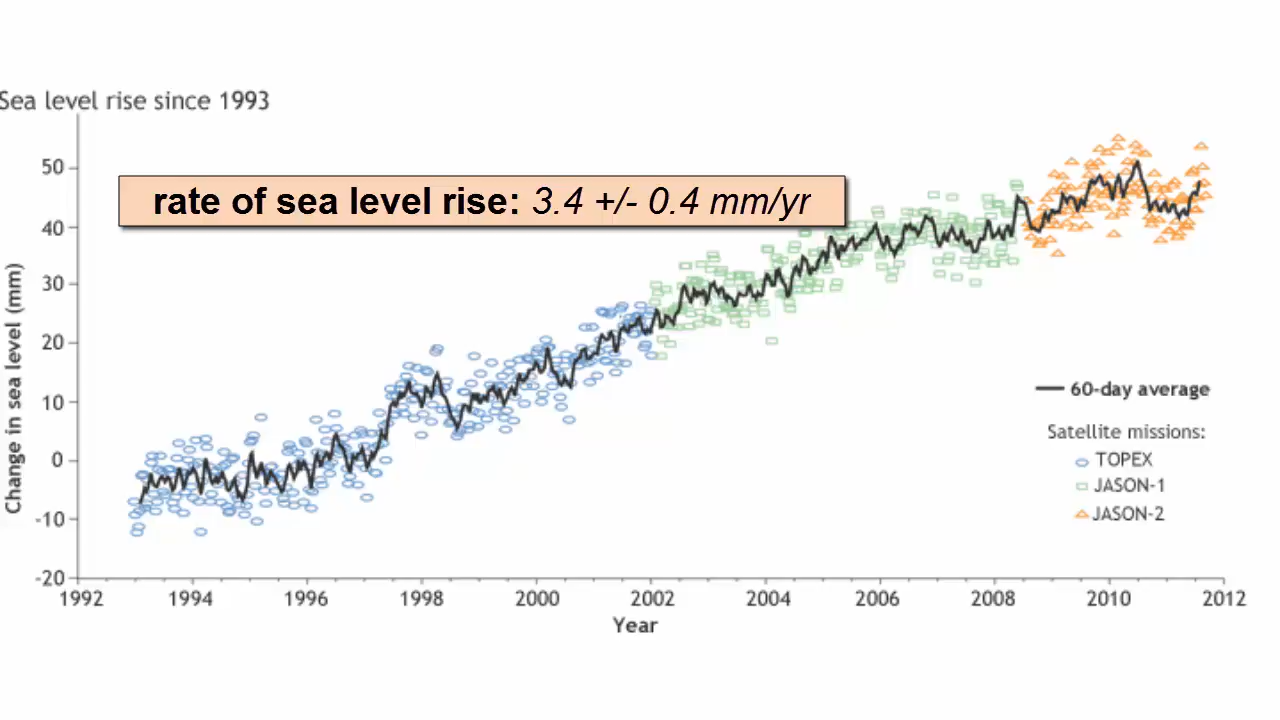 Sea level rise since 1993
rate of sea level rise: 3.4 +/- 0.4 mm/yr
Change in sea level (mm)
50
40
30
20
10
0
-10
-20
60-day average
Satellite missions:
TOPEX
JASON-1
JASON-2
1992 1994 1996 1998 2000 2002 2004 2006 2008 2010 2012
Year